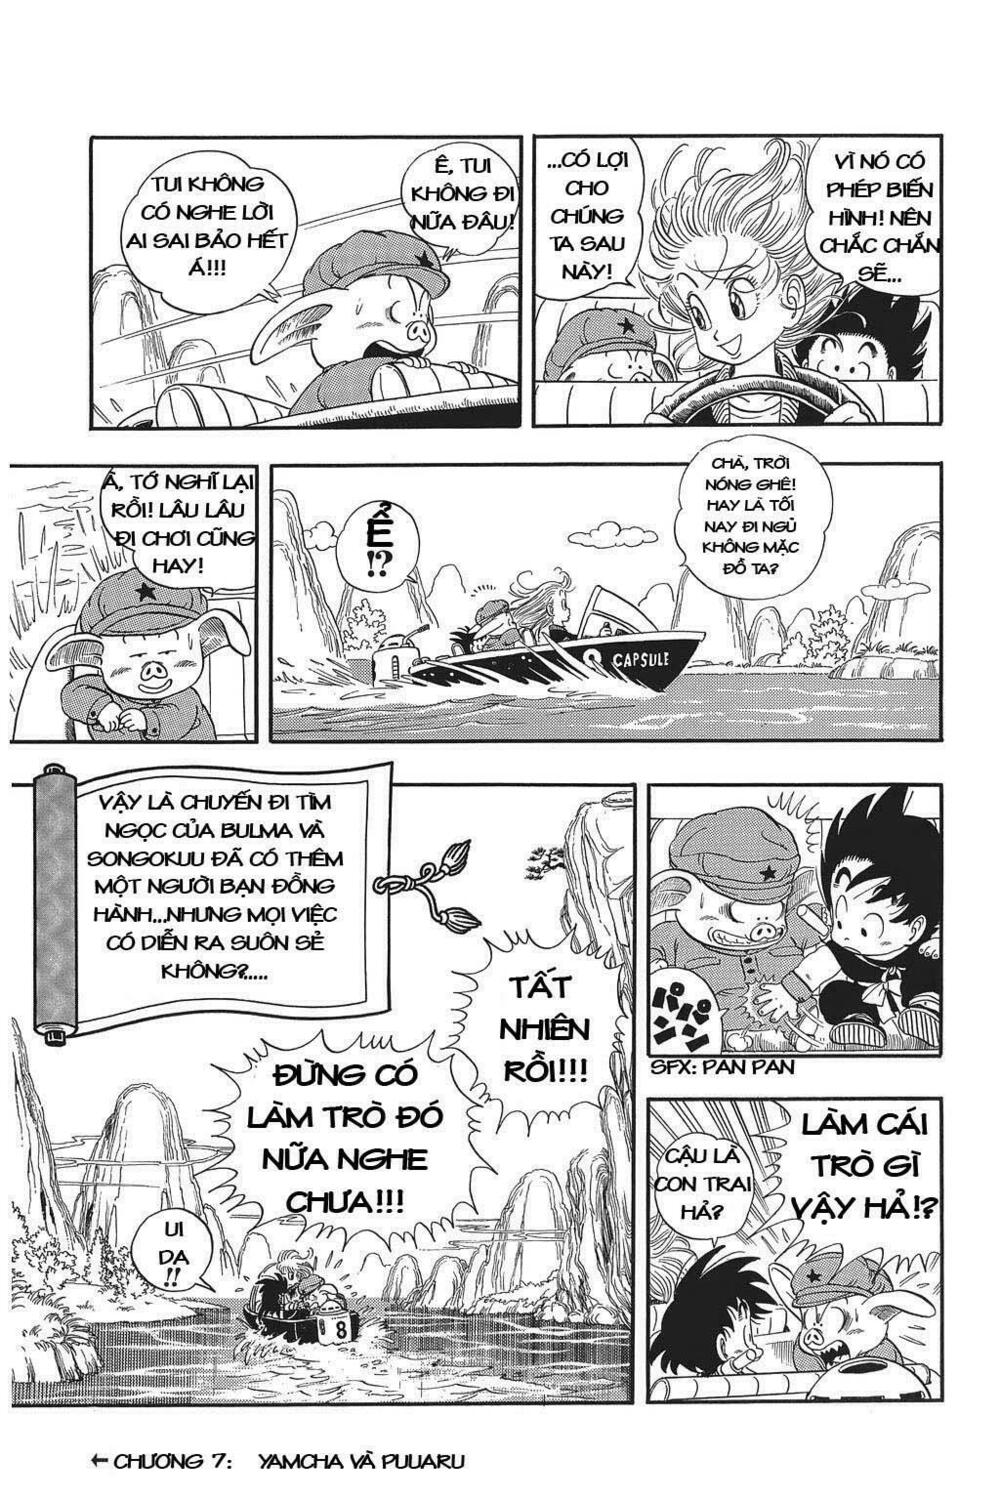 VÌ NÓ CÓ
PHÉP BIẾN
HÌNH! NÊN
CHẮC CHẮN
SẼ...
...CÓ LỢI
CHO
CHÚNG
TA SAU
NÀY!
Ê, TUI
KHÔNG ĐI
NỮA ĐÂU!
TUI KHÔNG
CÓ NGHE LỜI
AI SAI BẢO HẾT
Á!!!
CHÀ, TRỜI
NÓNG GHÊ!
HAY LÀ TỐI
NAY ĐI NGỦ
KHÔNG MẶC
ĐỒ TA?
Ể
!?
CAPSULE
À, TỚ NGHĨ LẠI
RỒI! LÂU LÂU
ĐI CHƠI CŨNG
HAY!
パン
パン
SFX: PAN PAN
LÀM CÁI
TRÒ GÌ
VẬY HẢ!?
CẬU LÀ
CON TRAI
HẢ?
VẬY LÀ CHUYẾN ĐI TÌM
NGỌC CỦA BULMA VÀ
SONGOKUU ĐÃ CÓ THÊM
MỘT NGƯỜI BẠN ĐỒNG
HÀNH...NHƯNG MỌI VIỆC
CÓ DIỄN RA SUÔN SẺ
KHÔNG?.....
TẤT
NHIÊN
RỒI!!!
ĐỪNG CÓ
LÀM TRÒ ĐÓ
NỮA NGHE
CHƯA!!!
UI
DA
!!
8
← CHƯƠNG 7: YAMCHA VÀ PUUARU